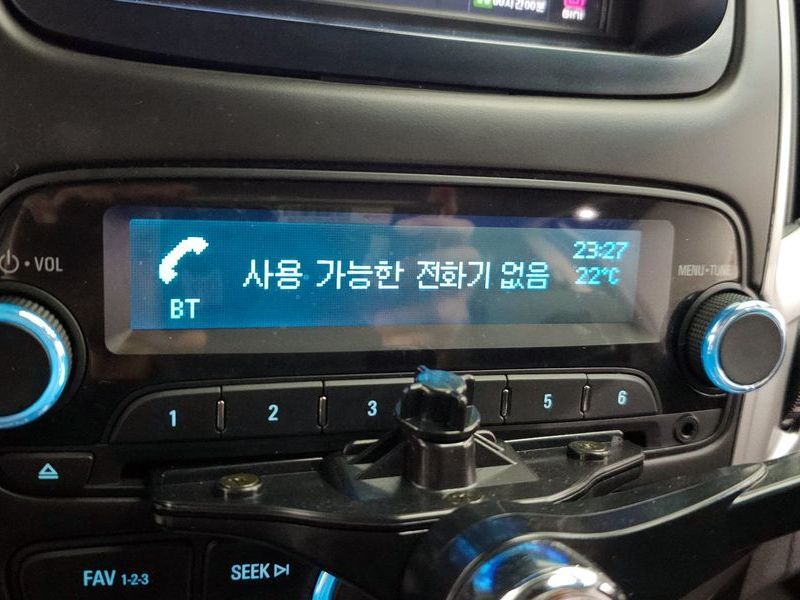 VOL
사용 가능한 전화기 없음
23:27
22°C
BT
MENU•TUNE
1
2
3
5
6
FAV 1-2-3
SEEK